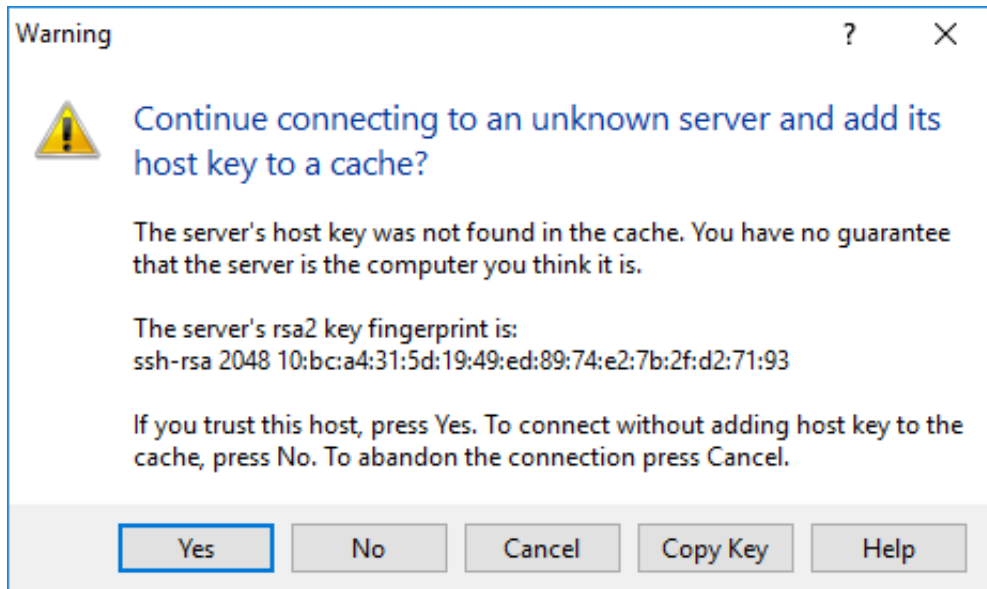 Warning
?
Continue connecting to an unknown server and add its
host key to a cache?
The server's host key was not found in the cache. You have no guarantee
that the server is the computer you think it is.
The server's rsa2 key fingerprint is:
ssh-rsa 2048 10:bc:a4:31:5d:19:49:ed:89:74:e2:7b:2f:d2:71:93
If you trust this host, press Yes. To connect without adding host key to the
cache, press No. To abandon the connection press Cancel.
Yes No Cancel Copy Key Help